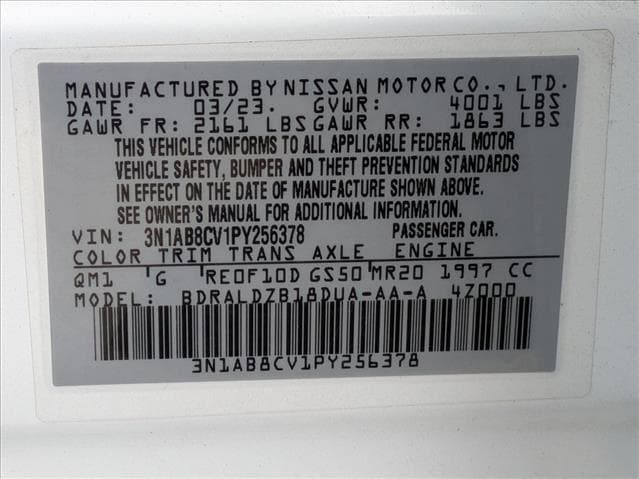 MANUFACTURED BY NISSAN MOTOR CO., LTD.
DATE: 03/23. GVWR: 4001 LBS
GAWR FR: 2161 LBS GAWR RR: 1863 LBS
THIS VEHICLE CONFORMS TO ALL APPLICABLE FEDERAL MOTOR
VEHICLE SAFETY, BUMPER AND THEFT PREVENTION STANDARDS
IN EFFECT ON THE DATE OF MANUFACTURE SHOWN ABOVE.
SEE OWNER'S MANUAL FOR ADDITIONAL INFORMATION.
VIN: 3N1AB8CV1PY256378 PASSENGER CAR.
COLOR TRIM TRANS AXLE ENGINE
QM1 G RE0F10D GS50 MR20 1997 CC
MODEL: BDRALDZB18DUA-AA-A 4Z000
3N1AB8CV1PY256378